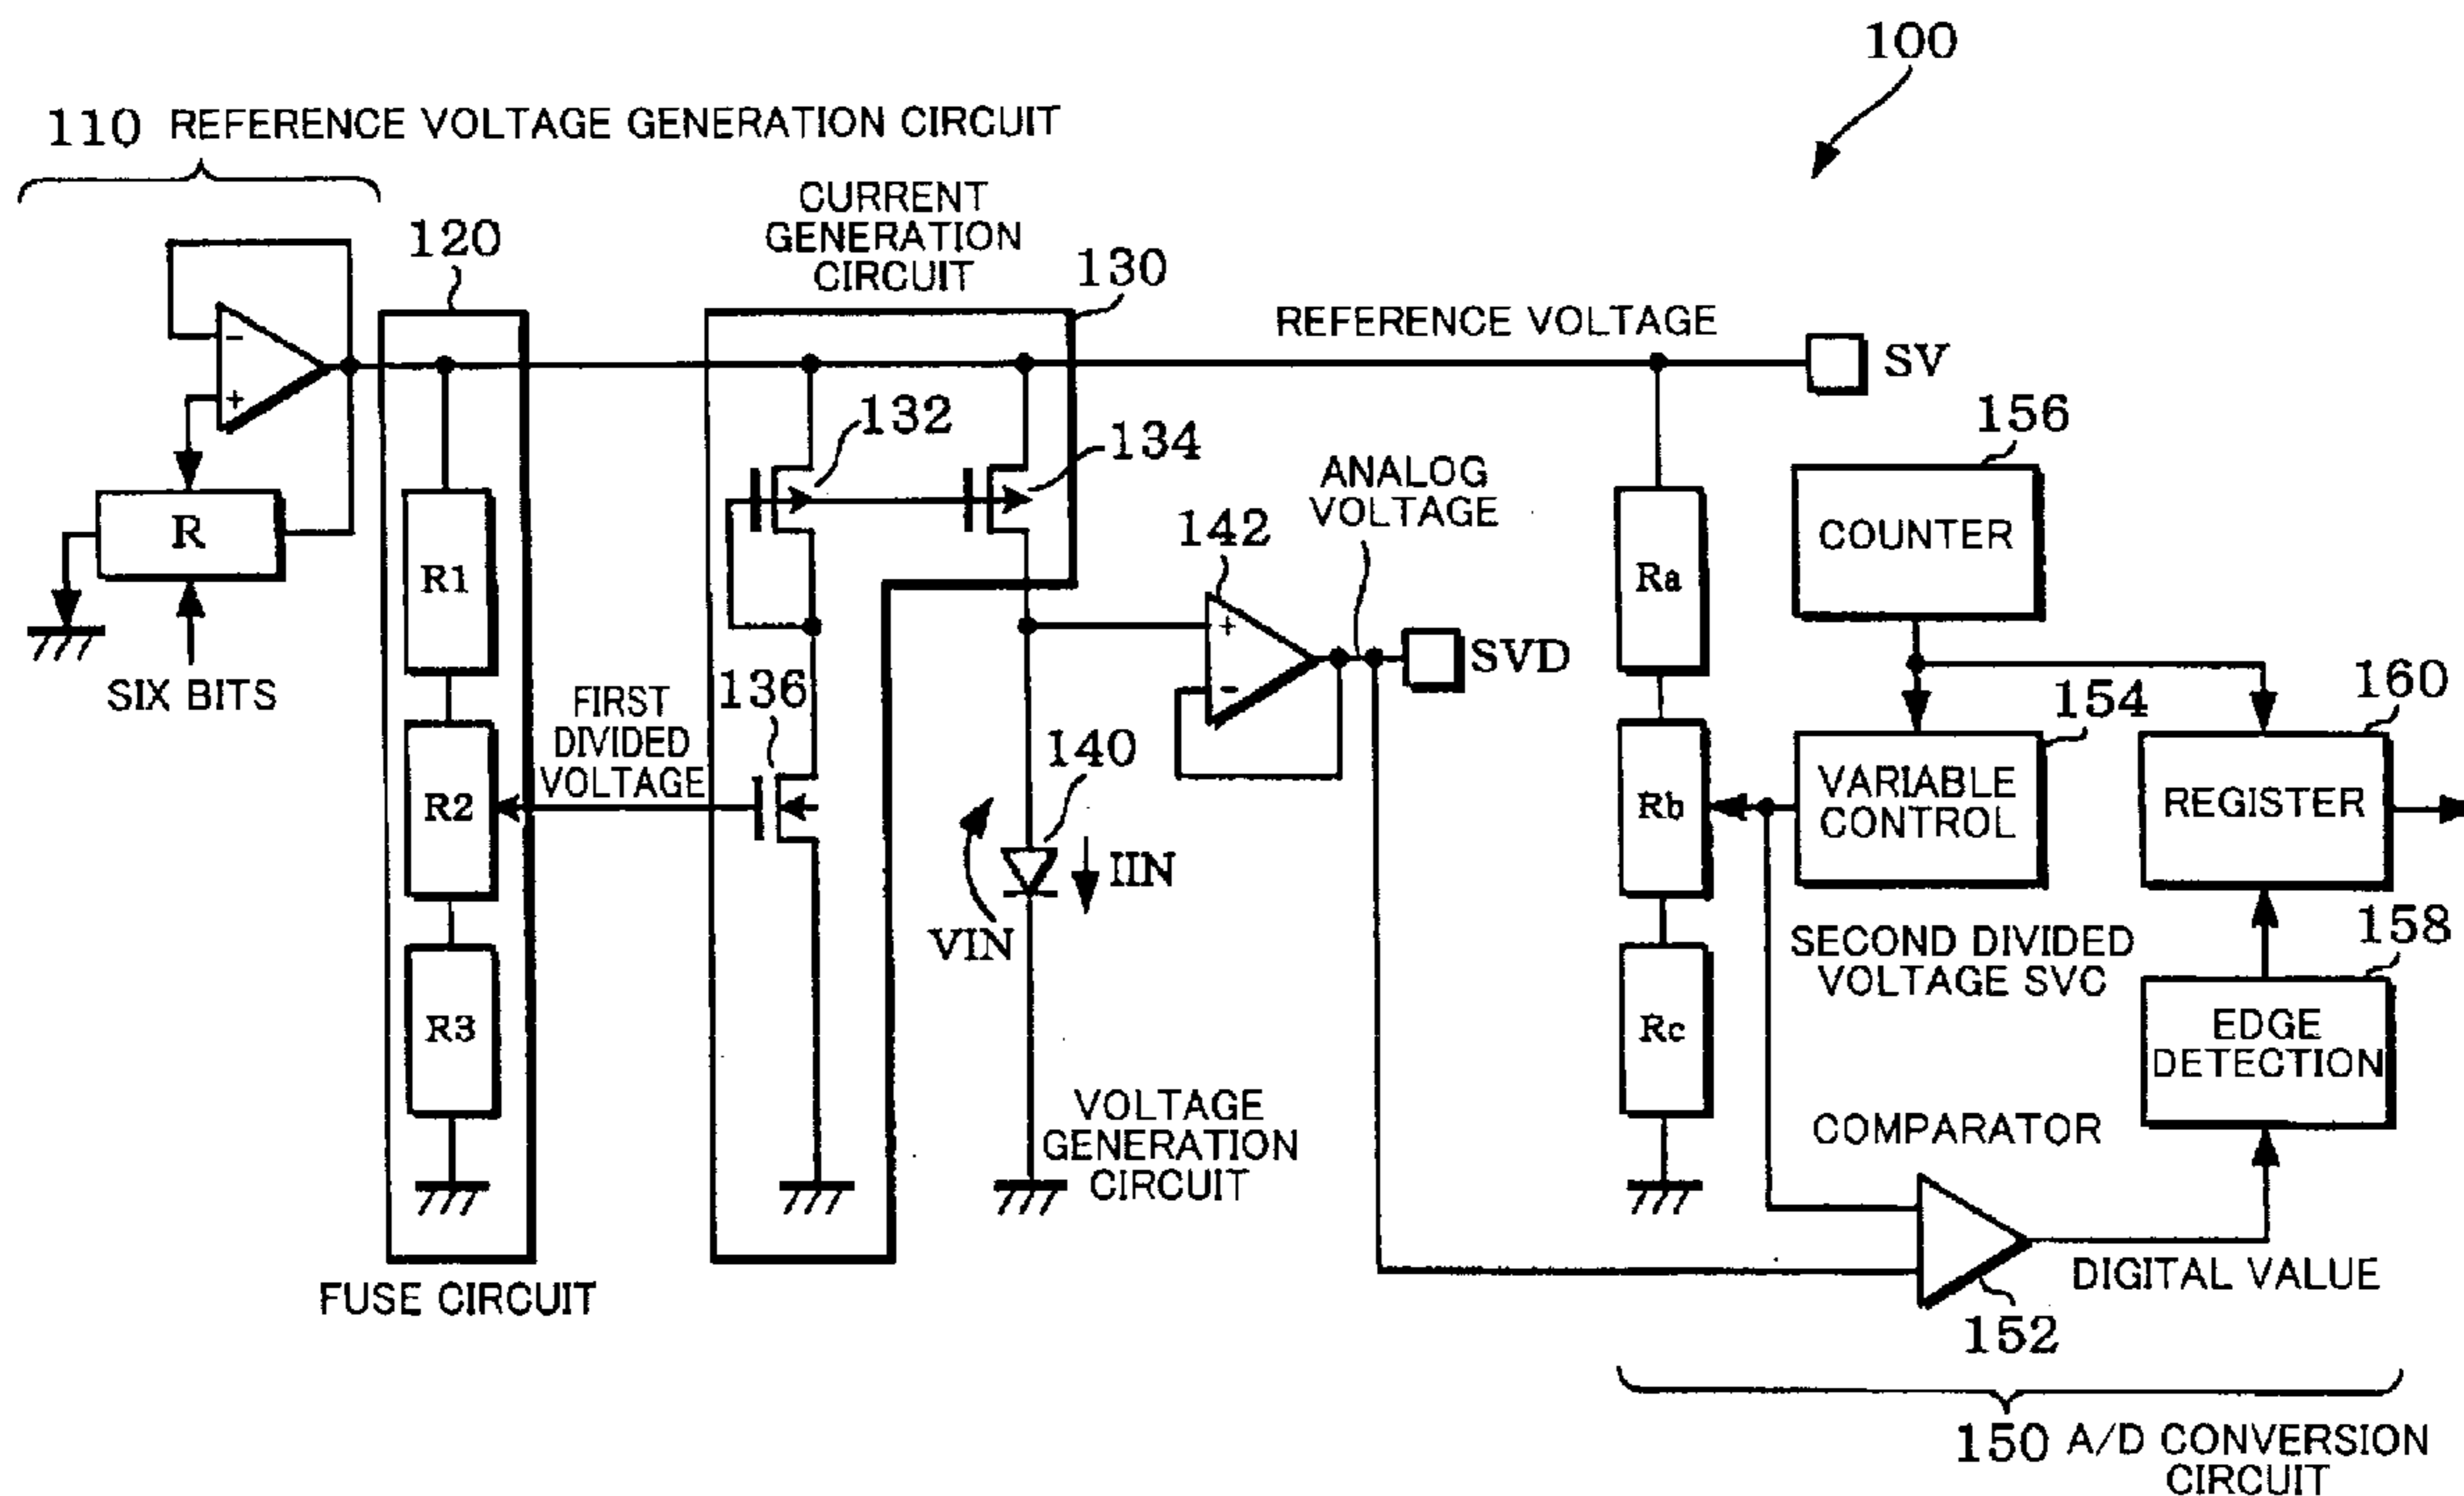 100
110 REFERENCE VOLTAGE GENERATION CIRCUIT
CURRENT
GENERATION
CIRCUIT
120
130
REFERENCE VOLTAGE
SV
-
+
132
134
156
ANALOG
VOLTAGE
COUNTER
142
R
R1
Ra
+
-
SVD
SIX BITS
136
160
154
FIRST
DIVIDED
VOLTAGE
140
R2
Rb
VARIABLE
CONTROL
REGISTER
IIN
VIN
158
SECOND DIVIDED
VOLTAGE SVC
R3
Rc
EDGE
DETECTION
VOLTAGE
GENERATION
CIRCUIT
COMPARATOR
FUSE CIRCUIT
DIGITAL VALUE
152
150 A/D CONVERSION
CIRCUIT